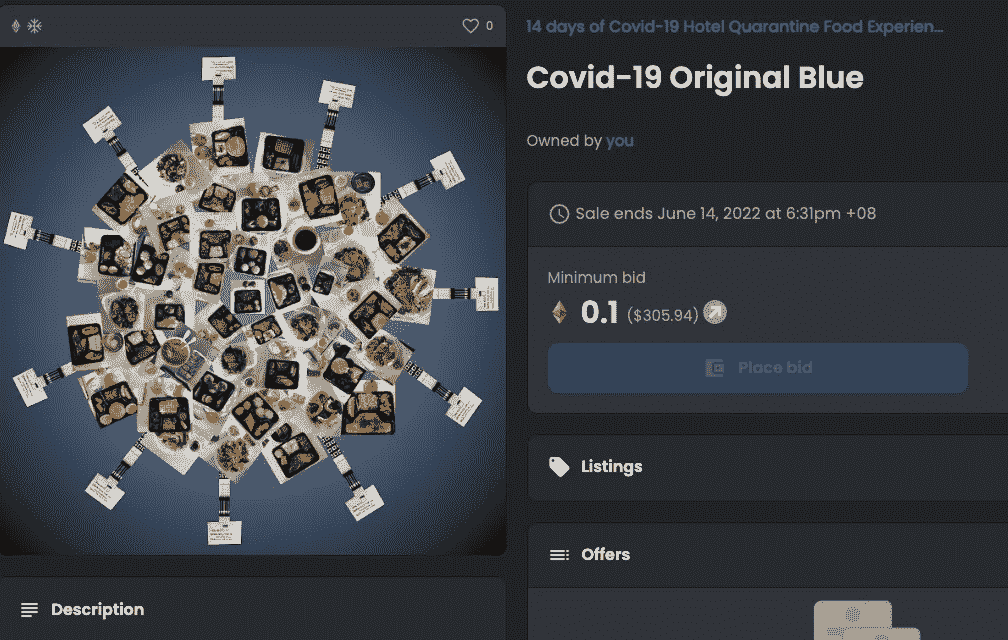 0
14 days of Covid-19 Hotel Quarantine Food Experien...
Covid-19 Original Blue
Owned by you
Sale ends June 14, 2022 at 6:31pm +08
Minimum bid
0.1 ($305.94)
Place bid
Listings
Offers
Description